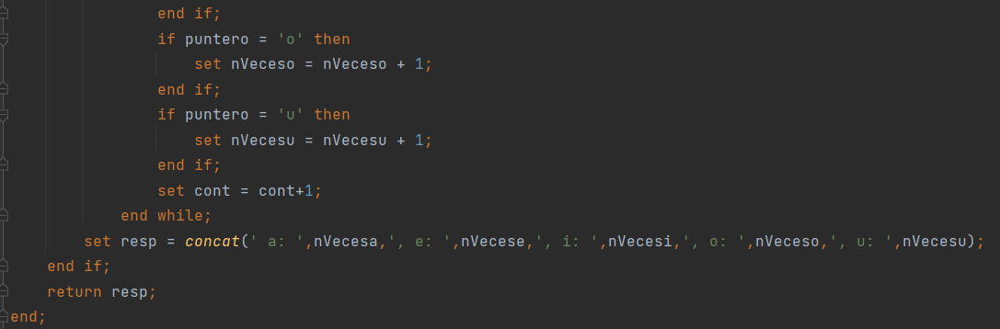 end if;
if puntero = 'o' then
set nVeceso = nVeceso + 1;
end if;
if puntero = 'u' then
set nVecesu = nVecesu + 1;
end if;
set cont = cont+1;
end while;
set resp = concat(' a: ',nVecesa,', e: ',nVecese,', i: ',nVecesi,', o: ',nVeceso,', u: ',nVecesu);
end if;
return resp;
end;